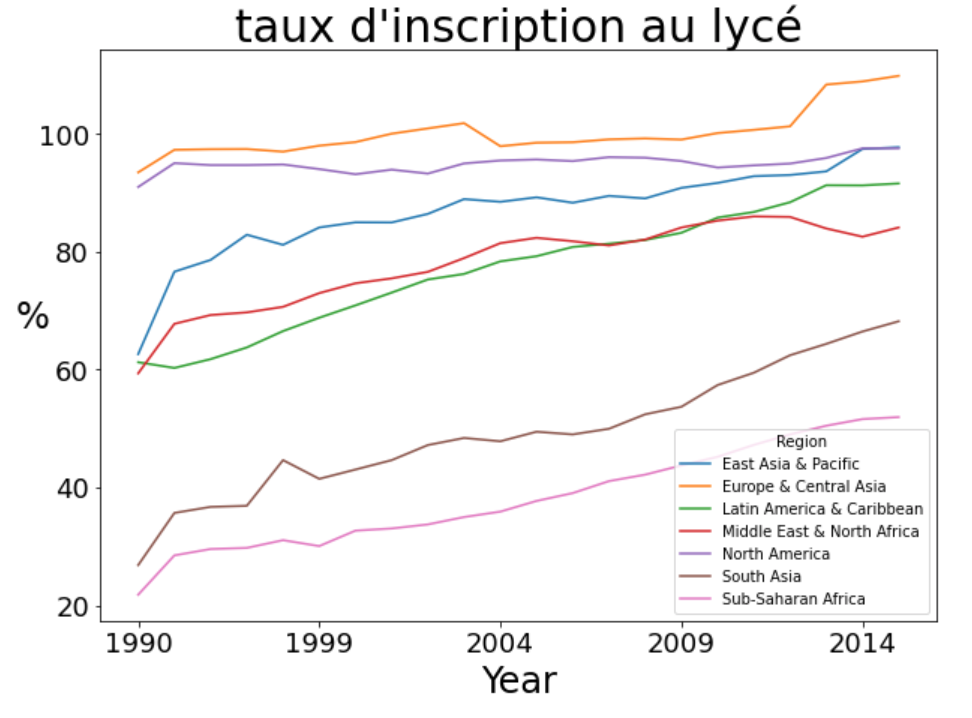 taux d'inscription au lycé
100
80
%
60
40
20
Region
East Asia & Pacific
Europe & Central Asia
Latin America & Caribbean
Middle East & North Africa
North America
South Asia
Sub-Saharan Africa
1990 1999 2004 2009 2014
Year